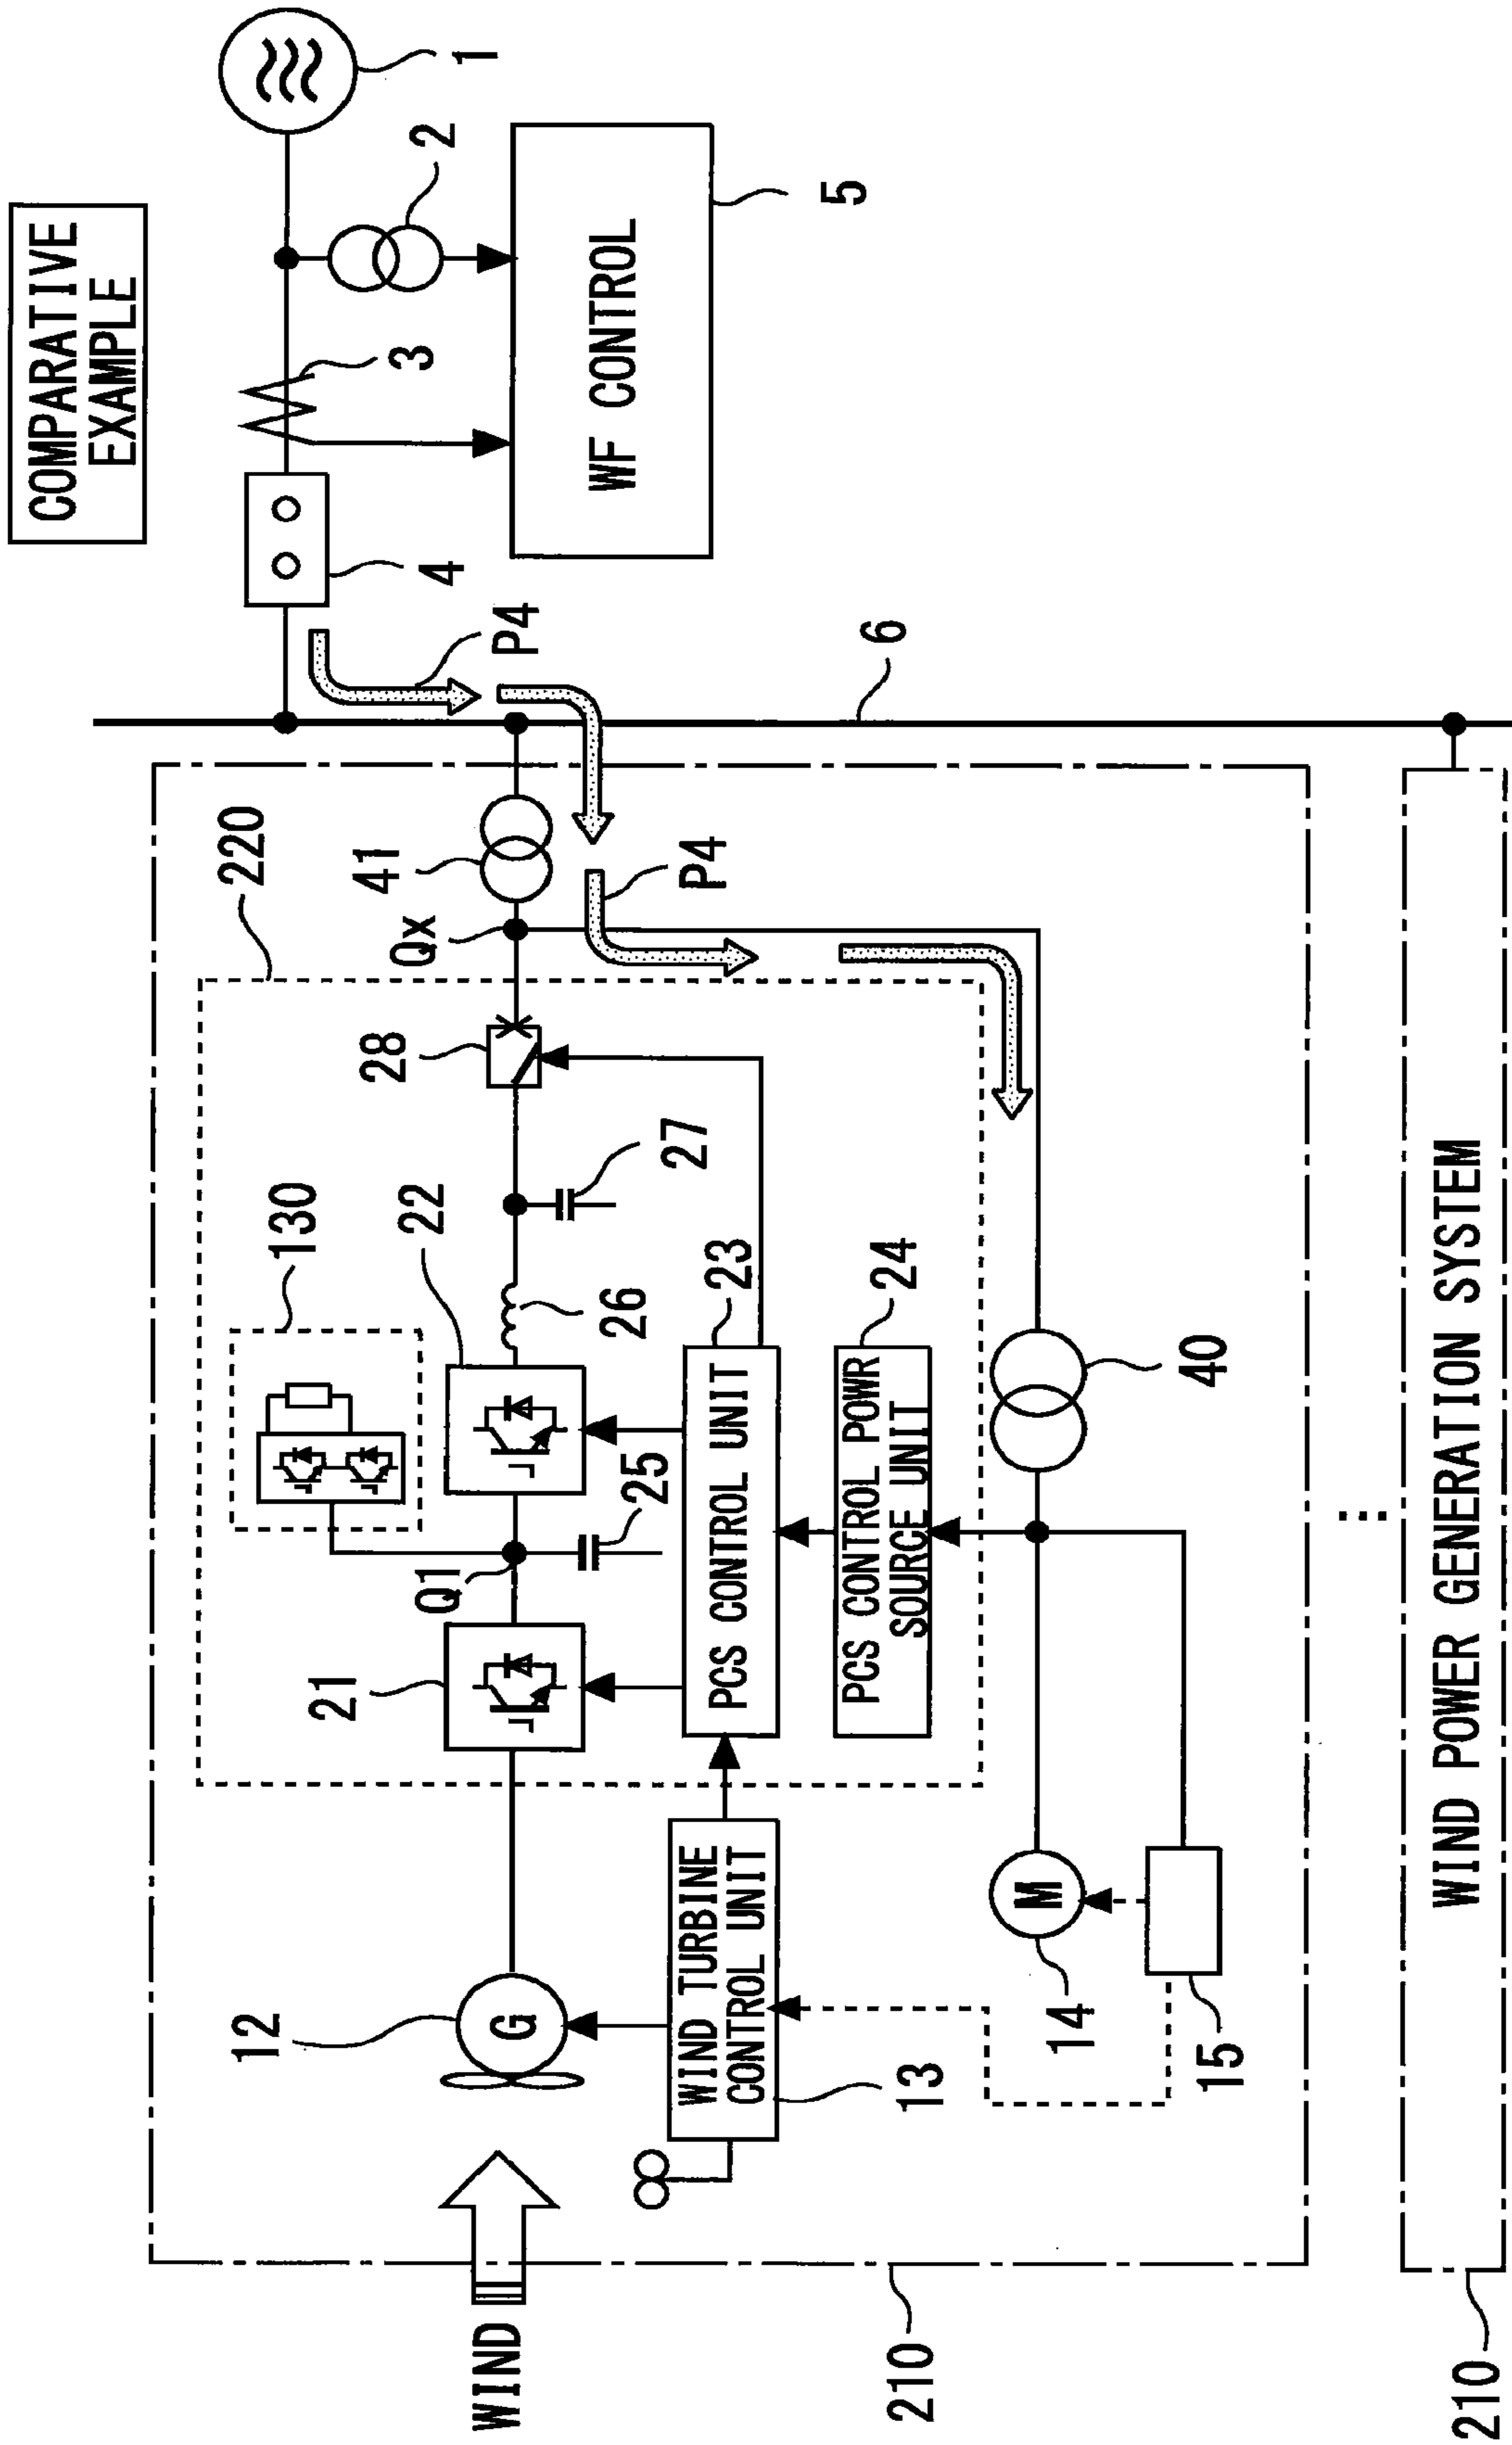 COMPARATIVE
EXAMPLE
1
2
3
4
5
WF CONTROL
P4
6
220
41
Qx
P4
28
27
130
22
26
23
24
40
25
Q1
21
PCS CONTROL UNIT
PCS CONTROL POWR
SOURCE UNIT
12
G
WIND TURBINE
CONTROL UNIT
13
M
14
15
WIND
210
WIND POWER GENERATION SYSTEM
210